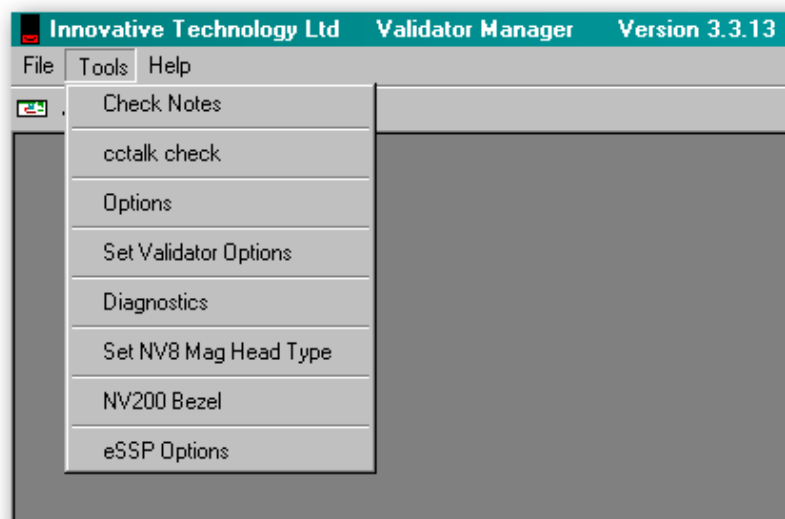 Innovative Technology Ltd Validator Manager Version 3.3.13
File Tools Help
Check Notes
cctalk check
Options
Set Validator Options
Diagnostics
Set NV8 Mag Head Type
NV200 Bezel
eSSP Options